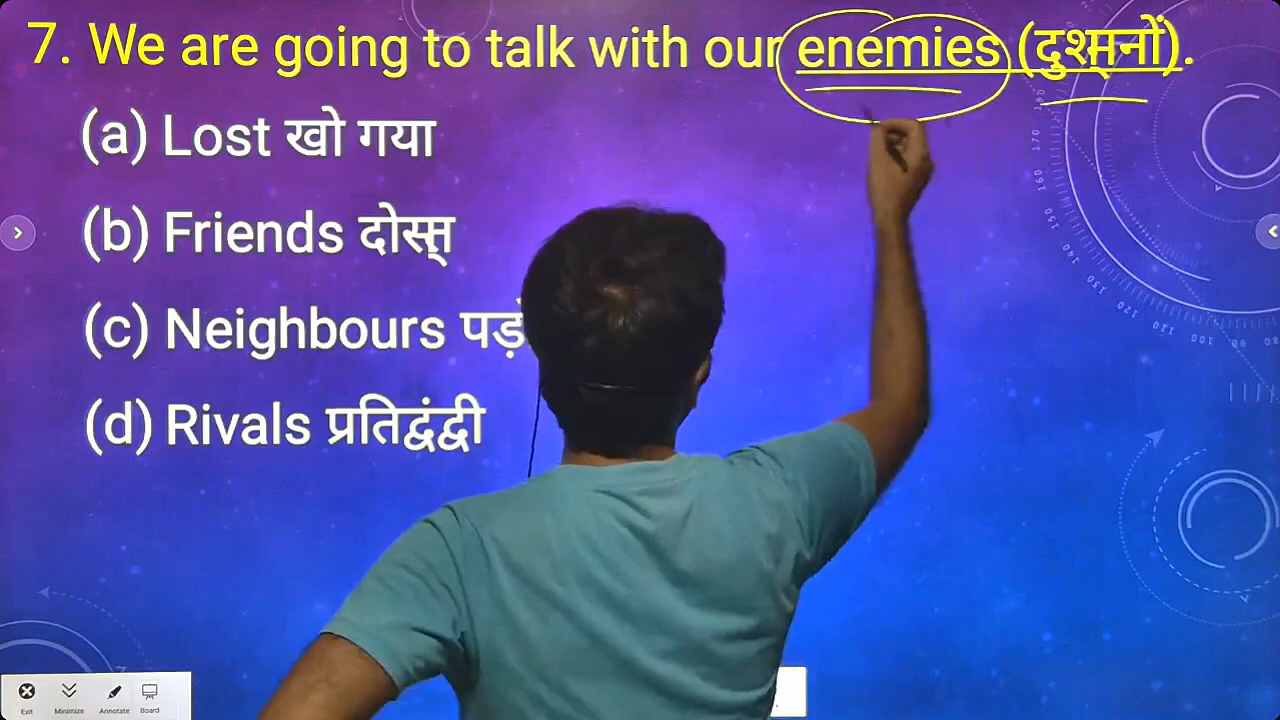 7. We are going to talk with our enemies (दुश्मनों).
(a) Lost खो गया
(b) Friends दोस्त
(c) Neighbours
(d) Rivals प्रतिद्वंद्वी
Exit Minimize Annotate Board